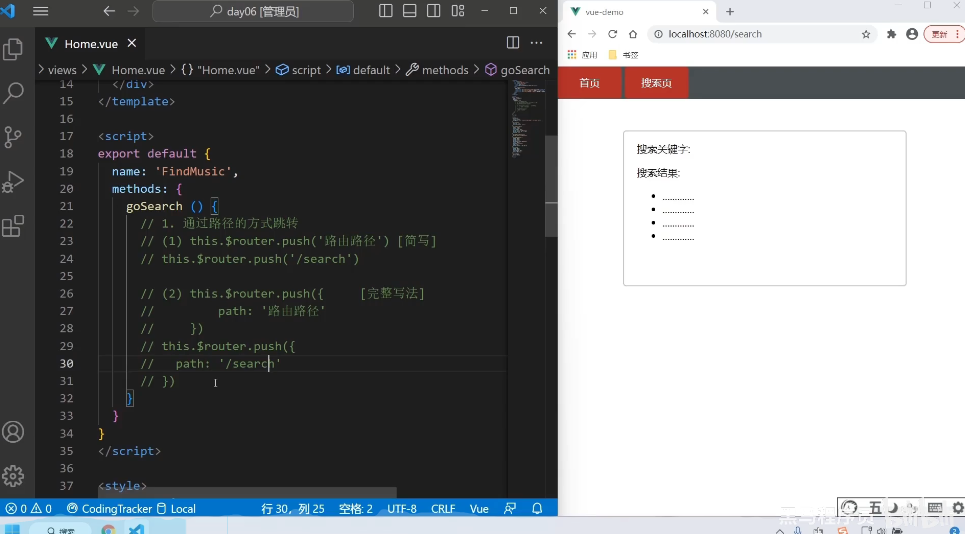 day06 [管理员]
Home.vue
views > Home.vue > {} "Home.vue" > script > default > methods > goSearch
14 </div>
15 </template>
16
17 <script>
18 export default {
19 name: 'FindMusic',
20 methods: {
21 goSearch () {
22 // 1. 通过路径的方式跳转
23 // (1) this.$router.push('路由路径') [简写]
24 // this.$router.push('/search')
25
26 // (2) this.$router.push({ [完整写法]
27 // path: '路由路径'
28 // })
29 // this.$router.push({
30 // path: '/search'
31 // })
32 }
33 }
34 }
35 </script>
36
37 <style>
0 0 CodingTracker Local 行 30，列 25 空格: 2 UTF-8 CRLF Vue
搜索
vue-demo
localhost:8080/search 更新
应用 书签
首页 搜索页
搜索关键字:
搜索结果:
.............
.............
.............
.............
五
黑马程序员